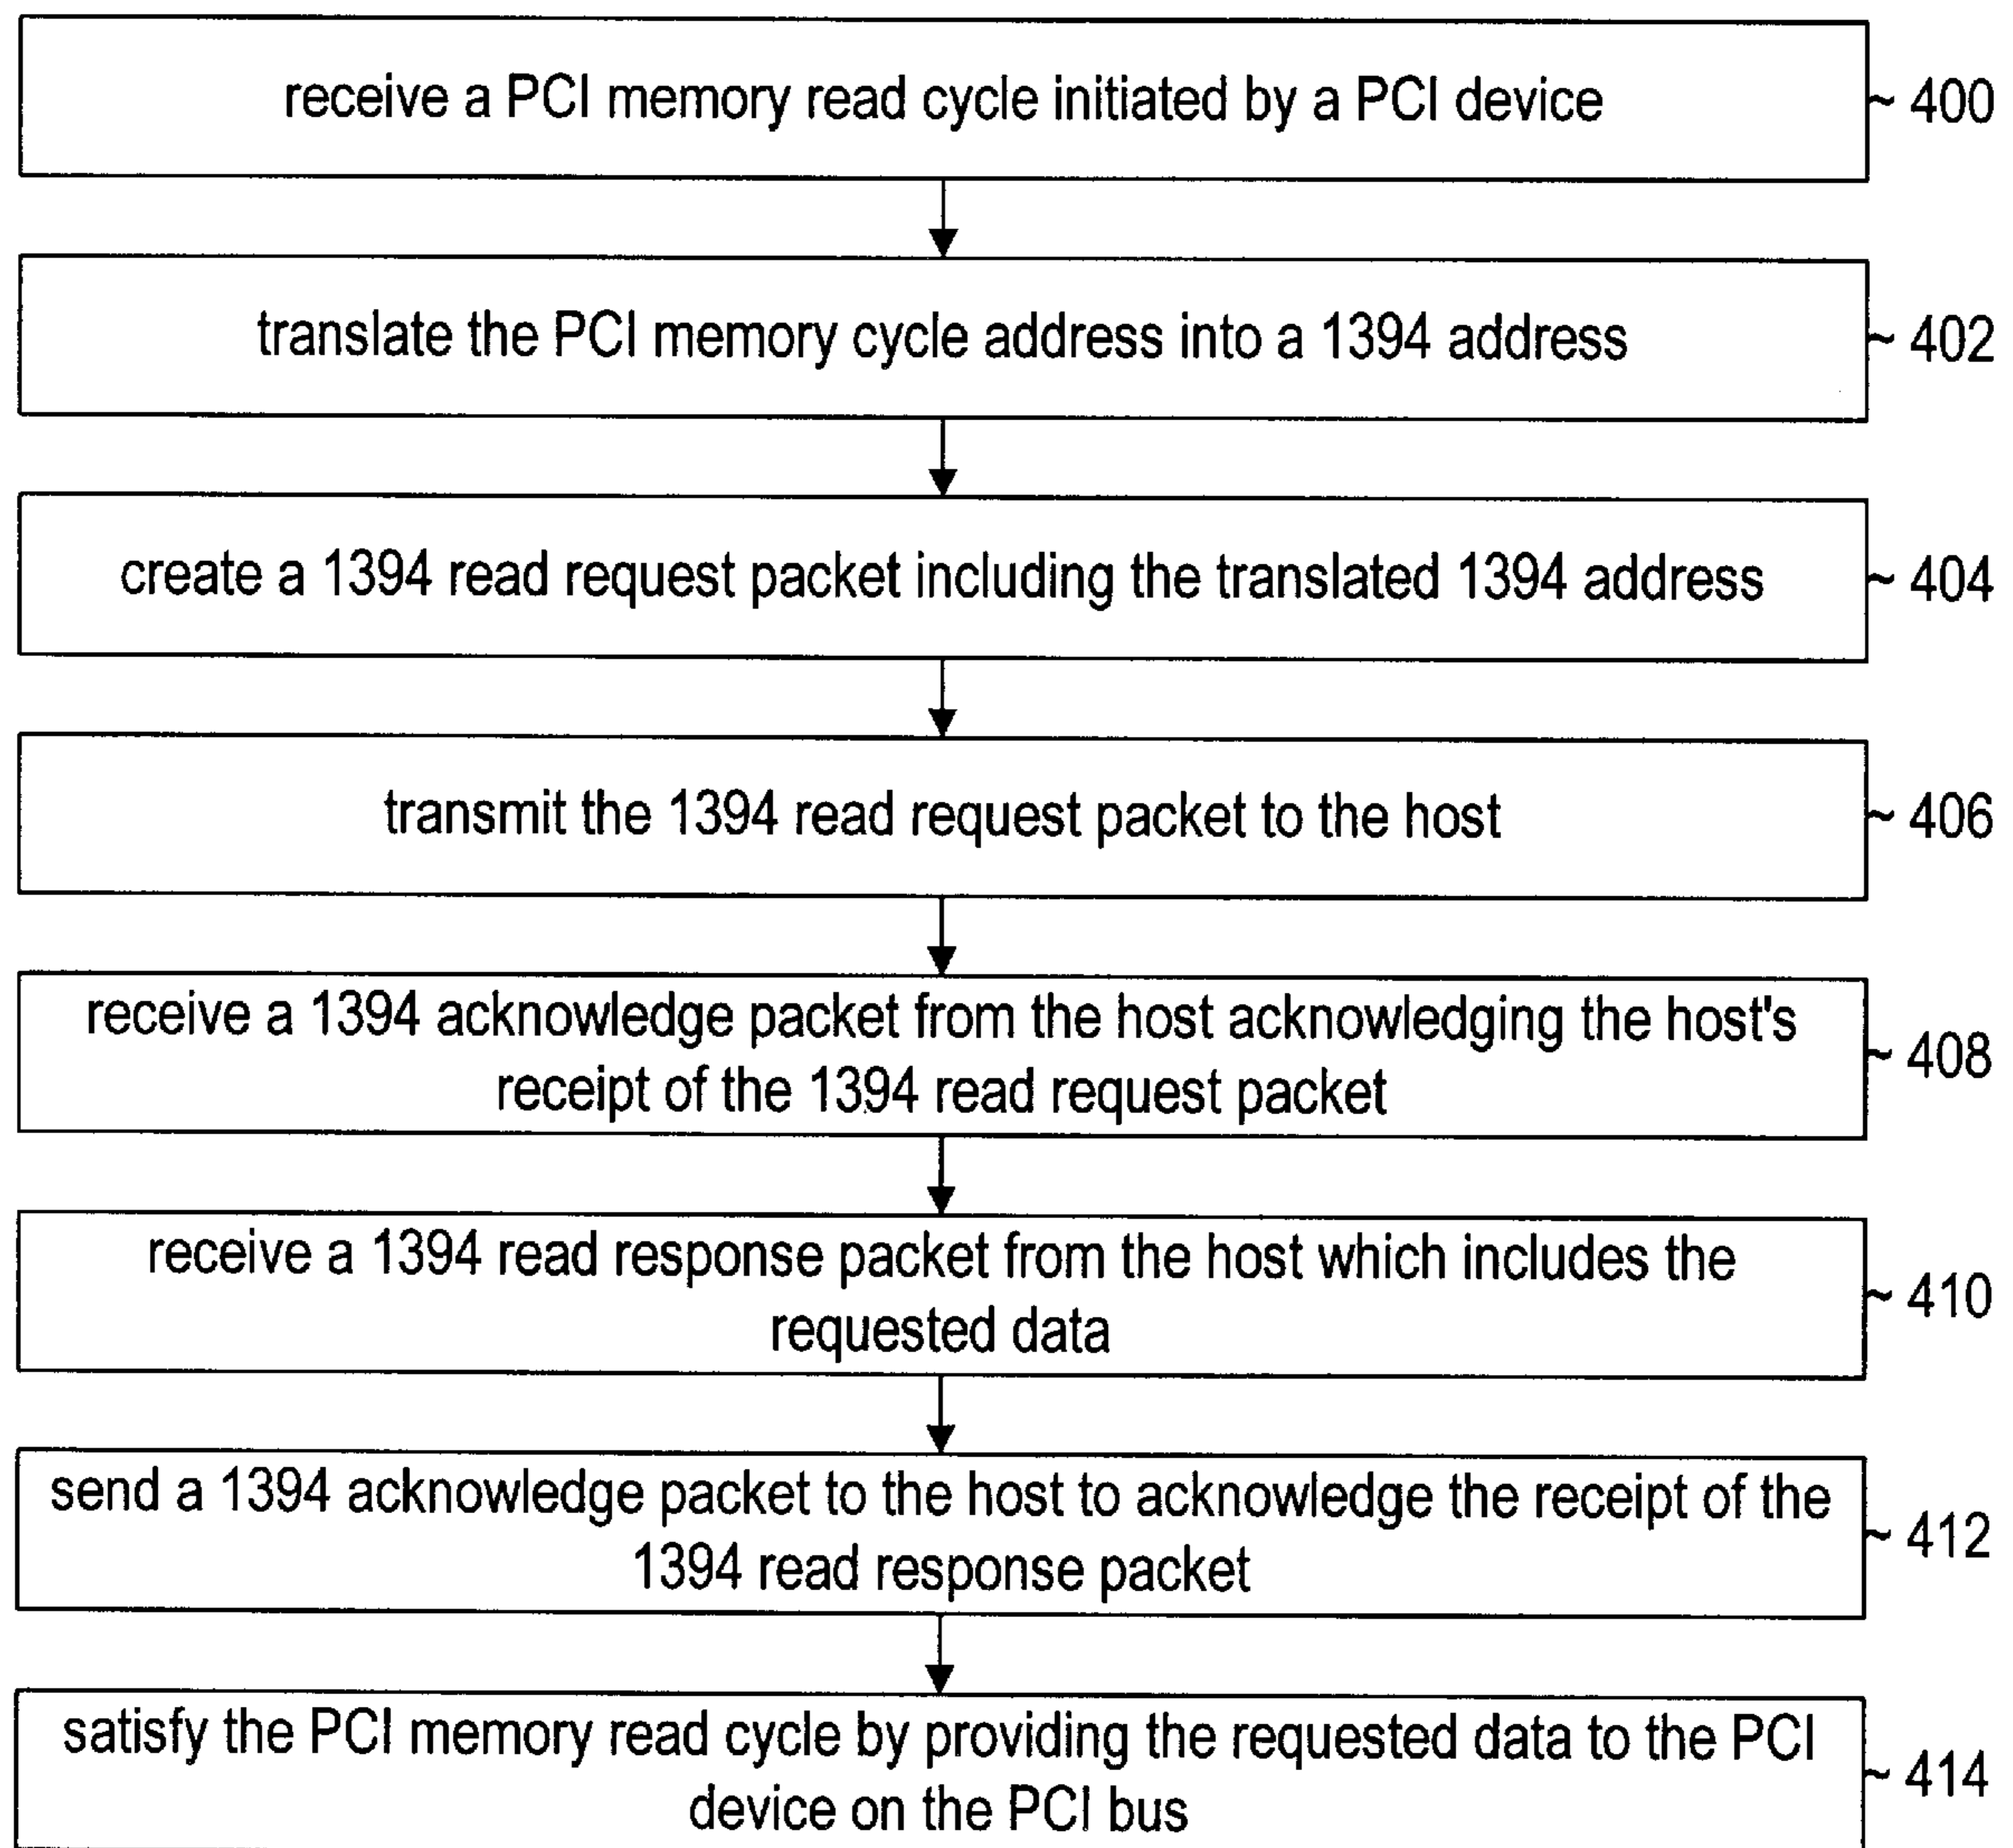 receive a PCI memory read cycle initiated by a PCI device
~ 400
translate the PCI memory cycle address into a 1394 address
~ 402
create a 1394 read request packet including the translated 1394 address
~ 404
transmit the 1394 read request packet to the host
~ 406
receive a 1394 acknowledge packet from the host acknowledging the host's
receipt of the 1394 read request packet
~ 408
receive a 1394 read response packet from the host which includes the
requested data
~ 410
send a 1394 acknowledge packet to the host to acknowledge the receipt of the
1394 read response packet
~ 412
satisfy the PCI memory read cycle by providing the requested data to the PCI
device on the PCI bus
~ 414